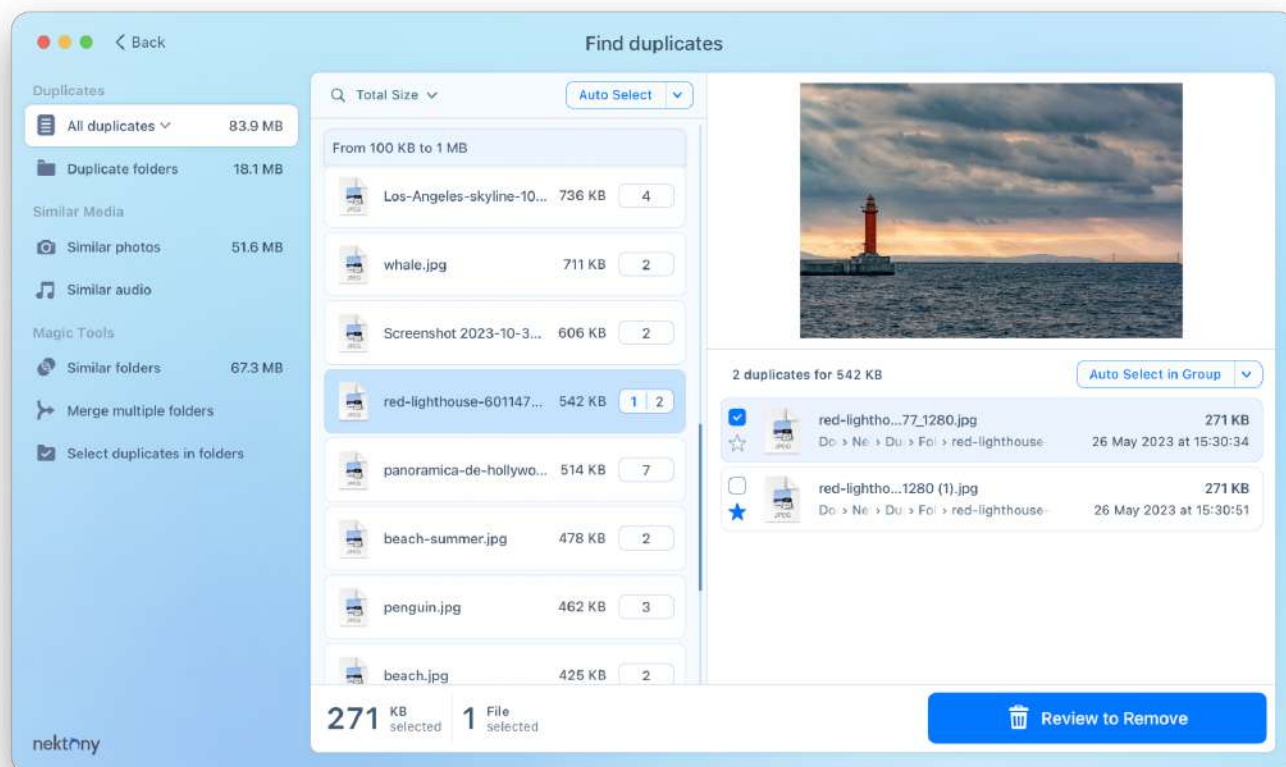 Back
Find duplicates
Duplicates
All duplicates 83.9 MB
Duplicate folders 18.1 MB
Similar Media
Similar photos 51.6 MB
Similar audio
Magic Tools
Similar folders 67.3 MB
Merge multiple folders
Select duplicates in folders
nektony
Total Size Auto Select
From 100 KB to 1 MB
Los-Angeles-skyline-10... 736 KB 4
whale.jpg 711 KB 2
Screenshot 2023-10-3... 606 KB 2
red-lighthouse-601147... 542 KB 1 2
panoramica-de-hollywo... 514 KB 7
beach-summer.jpg 478 KB 2
penguin.jpg 462 KB 3
beach.jpg 425 KB 2
2 duplicates for 542 KB Auto Select in Group
red-lightho...77_1280.jpg 271 KB
Do › Ne › Du › Fol › red-lighthouse- 26 May 2023 at 15:30:34
red-lightho...1280 (1).jpg 271 KB
Do › Ne › Du › Fol › red-lighthouse- 26 May 2023 at 15:30:51
271 KB selected 1 File selected
Review to Remove